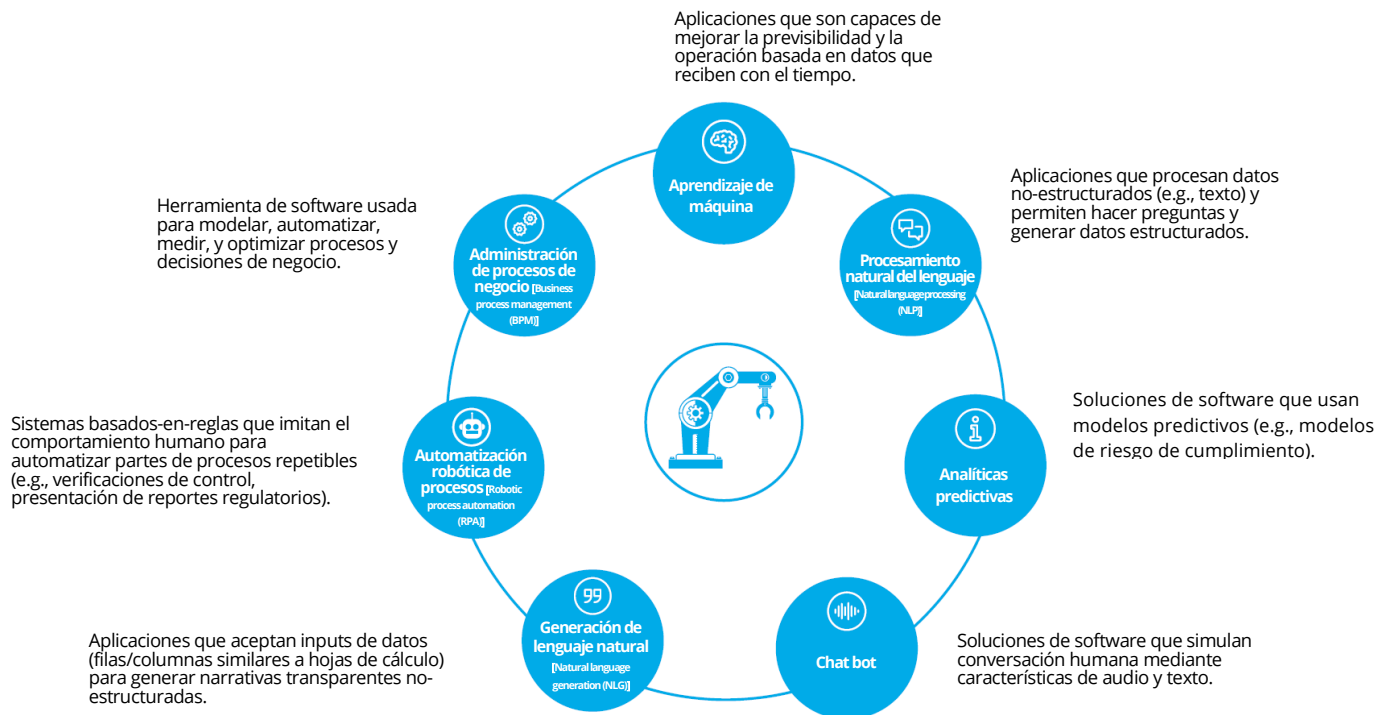 Aplicaciones que son capaces de
mejorar la previsibilidad y la
operación basada en datos que
reciben con el tiempo.
Aprendizaje de
máquina
Aplicaciones que procesan datos
no-estructurados (e.g., texto) y
permiten hacer preguntas y
generar datos estructurados.
Procesamiento
natural del lenguaje
[Natural language processing
(NLP)]
Soluciones de software que usan
modelos predictivos (e.g., modelos
de riesgo de cumplimiento).
Analíticas
predictivas
Soluciones de software que simulan
conversación humana mediante
características de audio y texto.
Chat bot
Generación de
lenguaje natural
[Natural language
generation (NLG)]
Aplicaciones que aceptan inputs de datos
(filas/columnas similares a hojas de cálculo)
para generar narrativas transparentes no-
estructuradas.
Automatización
robótica de
procesos [Robotic
process automation
(RPA)]
Sistemas basados-en-reglas que imitan el
comportamiento humano para
automatizar partes de procesos repetibles
(e.g., verificaciones de control,
presentación de reportes regulatorios).
Administración
de procesos de
negocio [Business
process management
(BPM)]
Herramienta de software usada
para modelar, automatizar,
medir, y optimizar procesos y
decisiones de negocio.